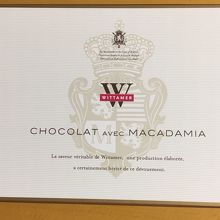 W
WITTAMER
CHOCOLAT AVEC MACADAMIA
La saveur véritable de Wittamer, une production élaborée,
a certainement hérité de ce dévouement.